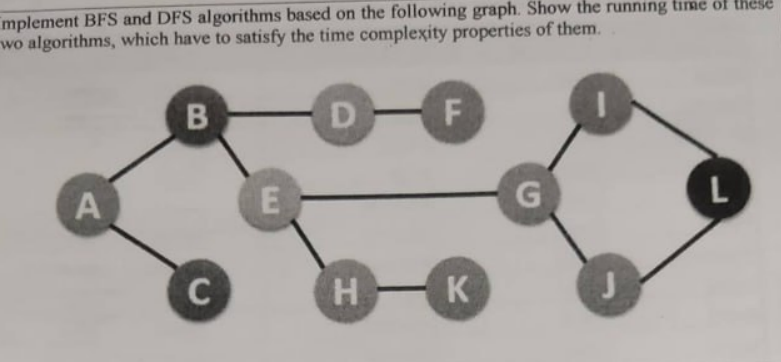 mplement BFS and DFS algorithms based on the following graph. Show the running time of these
wo algorithms, which have to satisfy the time complexity properties of them.
B
D
F
I
A
E
G
L
C
H
K
J